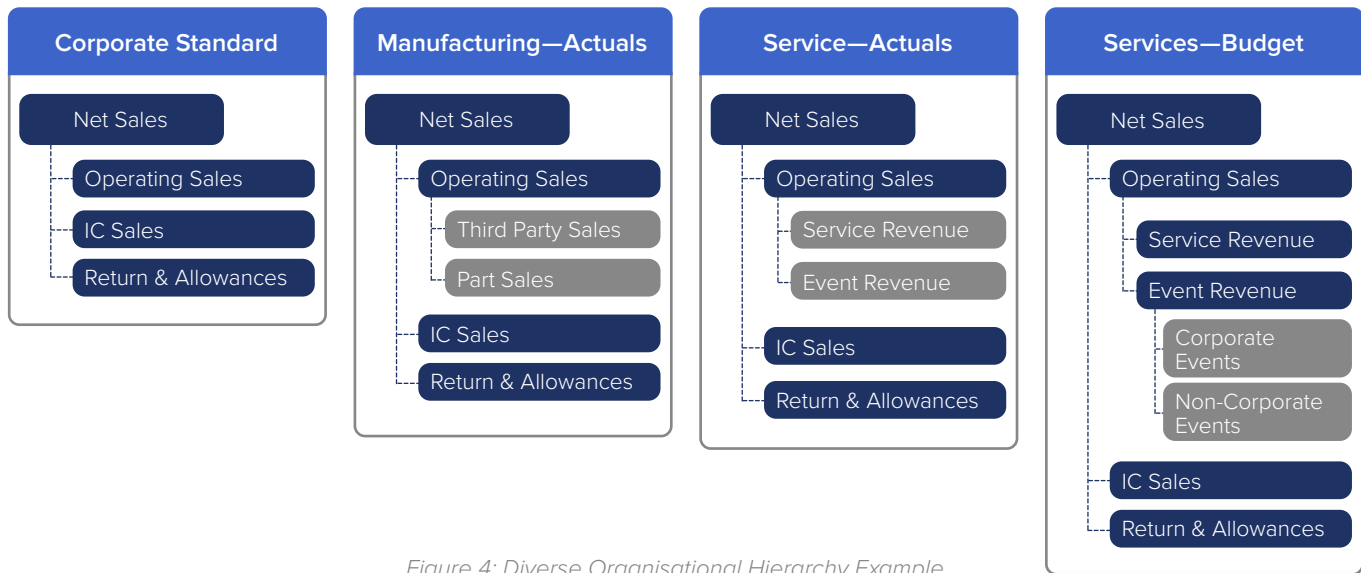 Corporate Standard
Net Sales
Operating Sales
IC Sales
Return & Allowances
Manufacturing—Actuals
Net Sales
Operating Sales
Third Party Sales
Part Sales
IC Sales
Return & Allowances
Service—Actuals
Net Sales
Operating Sales
Service Revenue
Event Revenue
IC Sales
Return & Allowances
Services—Budget
Net Sales
Operating Sales
Service Revenue
Event Revenue
Corporate
Events
Non-Corporate
Events
IC Sales
Return & Allowances
Figure 4: Diverse Organisational Hierarchy Example